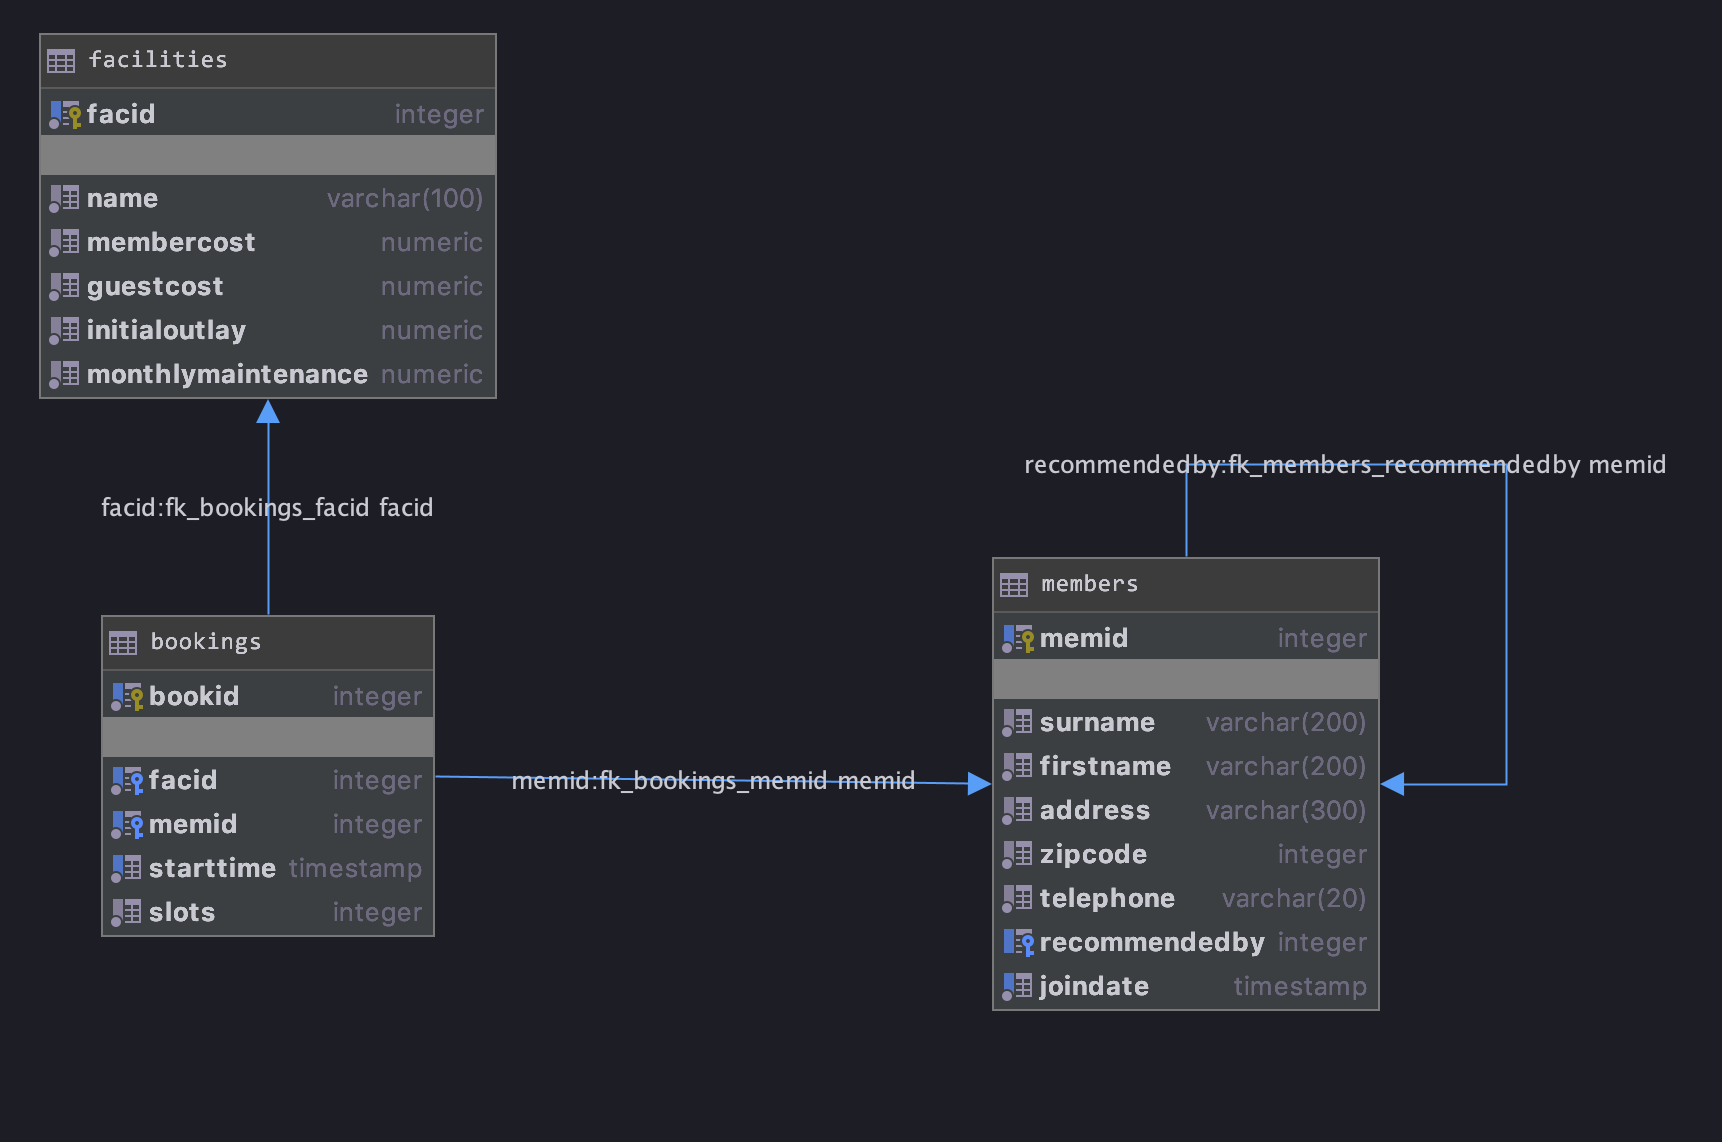 facilities
facid integer
name varchar(100)
membercost numeric
guestcost numeric
initialoutlay numeric
monthlymaintenance numeric
facid:fk_bookings_facid facid
bookings
bookid integer
facid integer
memid integer
starttime timestamp
slots integer
memid:fk_bookings_memid memid
recommendedby:fk_members_recommendedby memid
members
memid integer
surname varchar(200)
firstname varchar(200)
address varchar(300)
zipcode integer
telephone varchar(20)
recommendedby integer
joindate timestamp